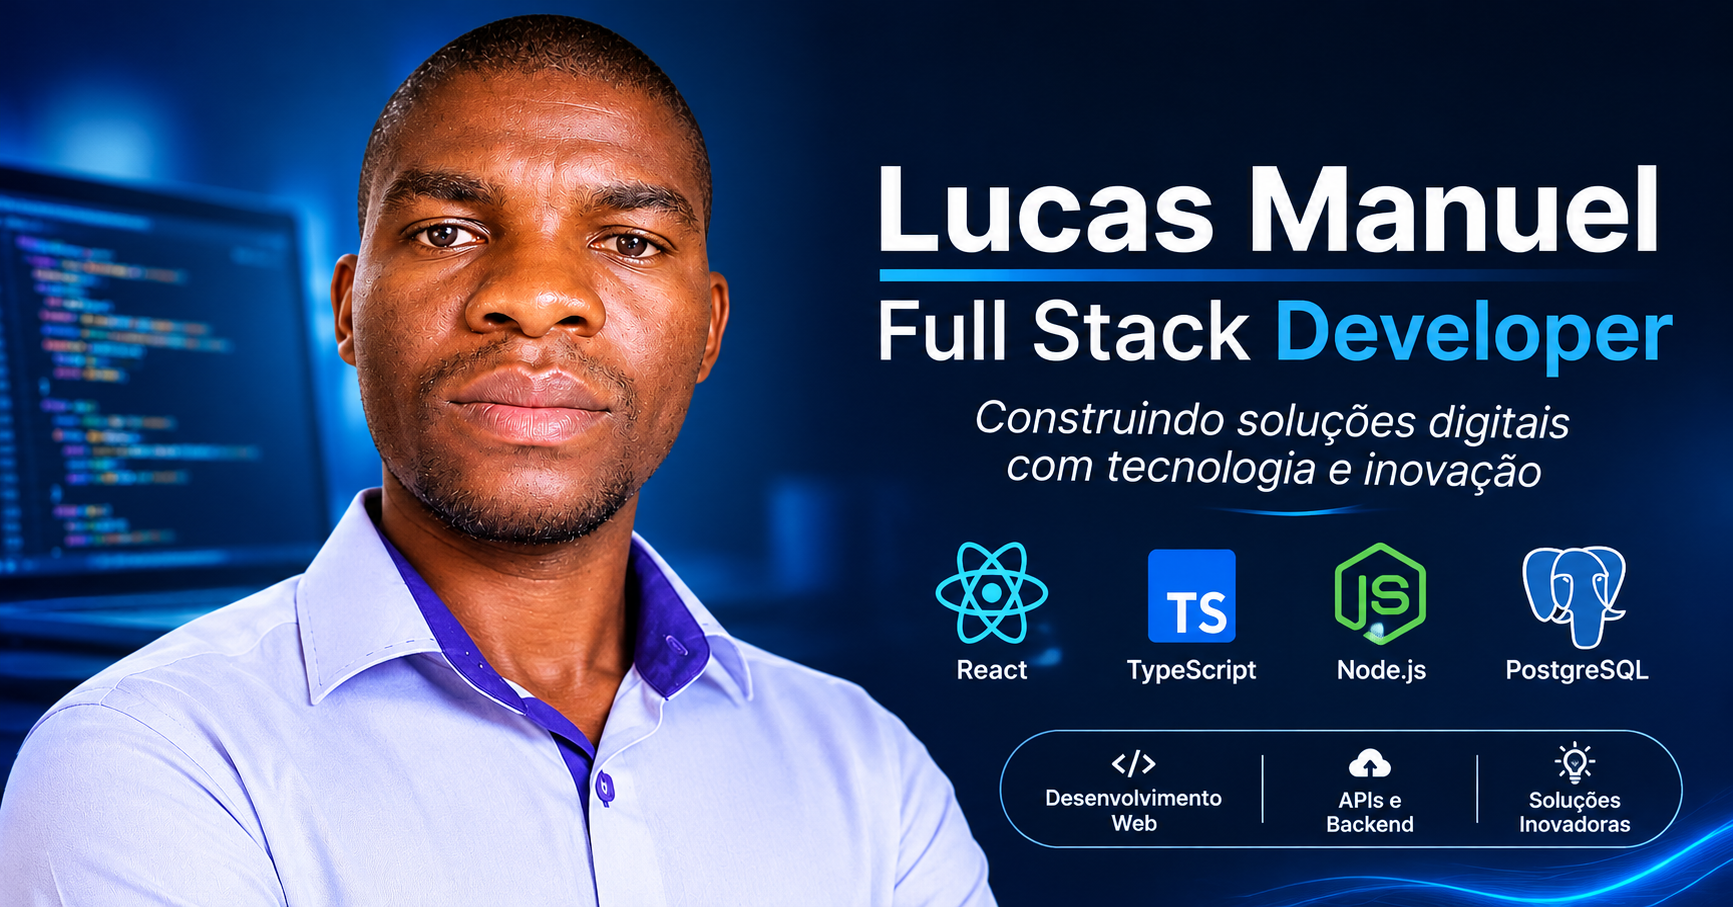 Lucas Manuel
Full Stack Developer
Construindo soluções digitais
com tecnologia e inovação
TS
JS
React
TypeScript
Node.js
PostgreSQL
</>
Desenvolvimento
Web
APIs e
Backend
Soluções
Inovadoras